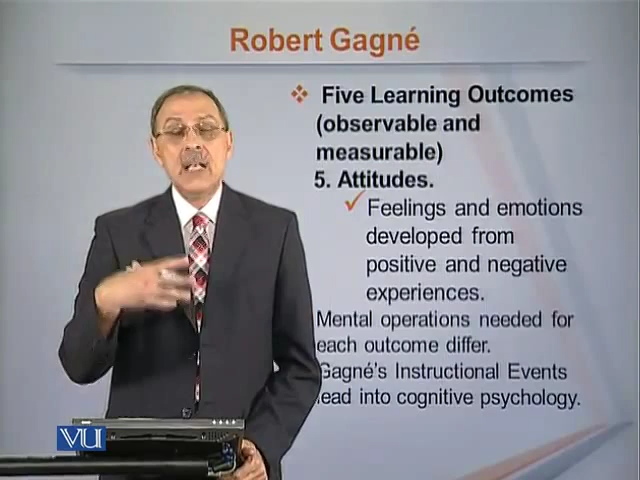 Robert Gagné
Five Learning Outcomes
(observable and
measurable)
5. Attitudes.
Feelings and emotions
developed from
positive and negative
experiences.
Mental operations needed for
each outcome differ.
Gagné's Instructional Events
lead into cognitive psychology.
VU